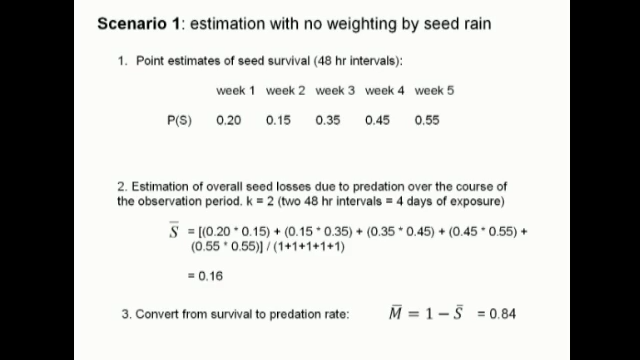 Scenario 1: estimation with no weighting by seed rain
1. Point estimates of seed survival (48 hr intervals):
week 1 week 2 week 3 week 4 week 5
P(S) 0.20 0.15 0.35 0.45 0.55
2. Estimation of overall seed losses due to predation over the course of
the observation period. k = 2 (two 48 hr intervals = 4 days of exposure)
S̅ = [(0.20 * 0.15) + (0.15 * 0.35) + (0.35 * 0.45) + (0.45 * 0.55) +
(0.55 * 0.55)] / (1+1+1+1+1)
= 0.16
3. Convert from survival to predation rate: M̅ = 1 − S̅ = 0.84